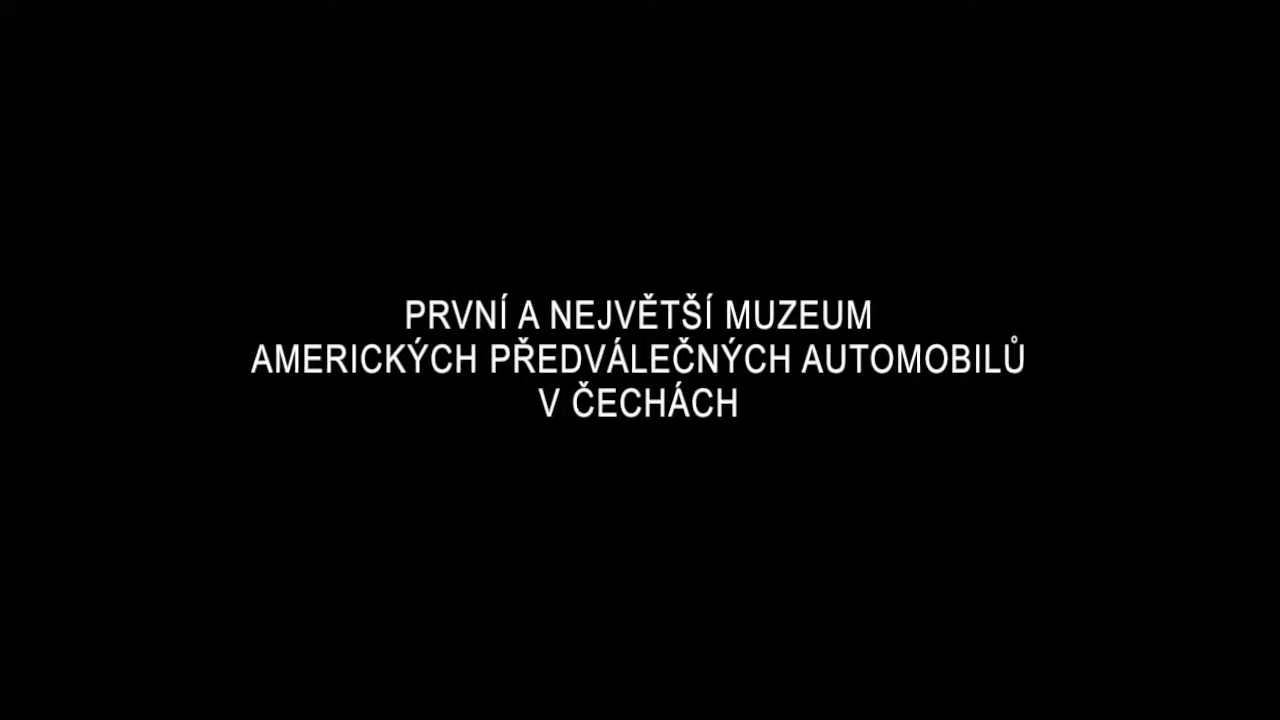 PRVNÍ A NEJVĚTŠÍ MUZEUM
AMERICKÝCH PŘEDVÁLEČNÝCH AUTOMOBILŮ
V ČECHÁCH